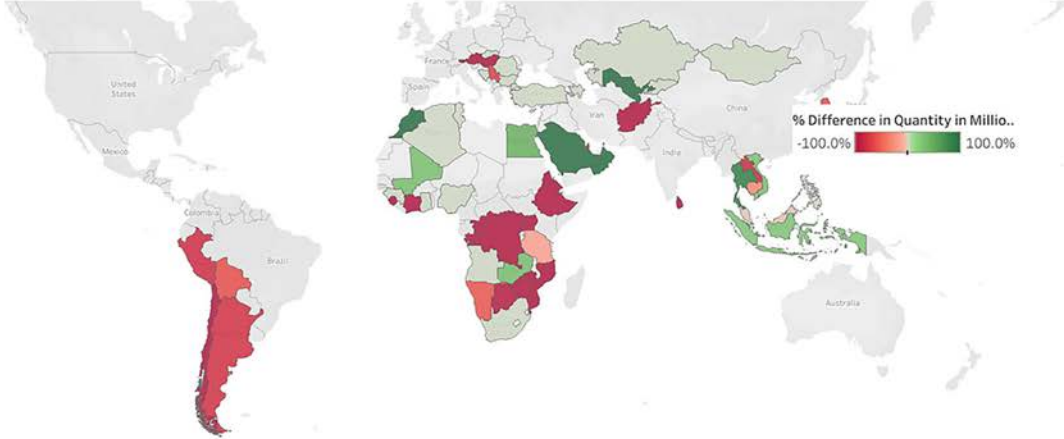 France
Spain
United
States
Mexico
Colombia
Brazil
Iran
China
India
% Difference in Quantity in Millio..
-100.0%
100.0%
Australia